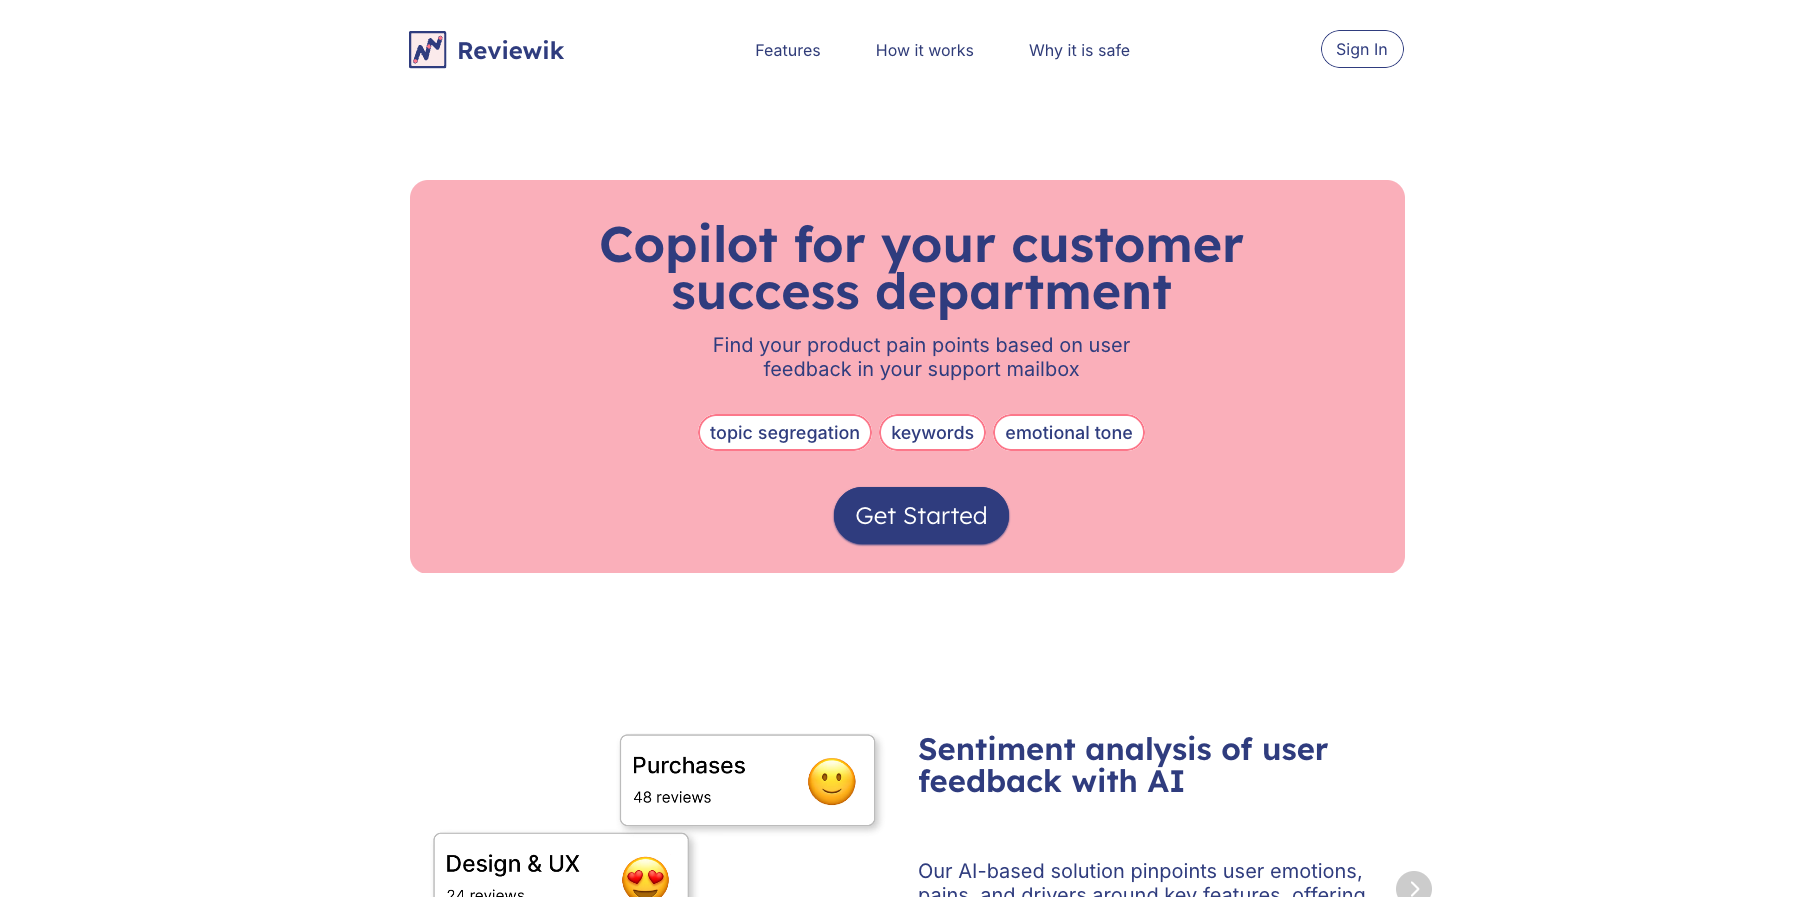 Reviewik
Features
How it works
Why it is safe
Sign In
Copilot for your customer
success department
Find your product pain points based on user
feedback in your support mailbox
topic segregation
keywords
emotional tone
Get Started
Purchases
48 reviews
Design & UX
24 reviews
Sentiment analysis of user
feedback with AI
Our AI-based solution pinpoints user emotions,
pains, and drivers around key features, offering